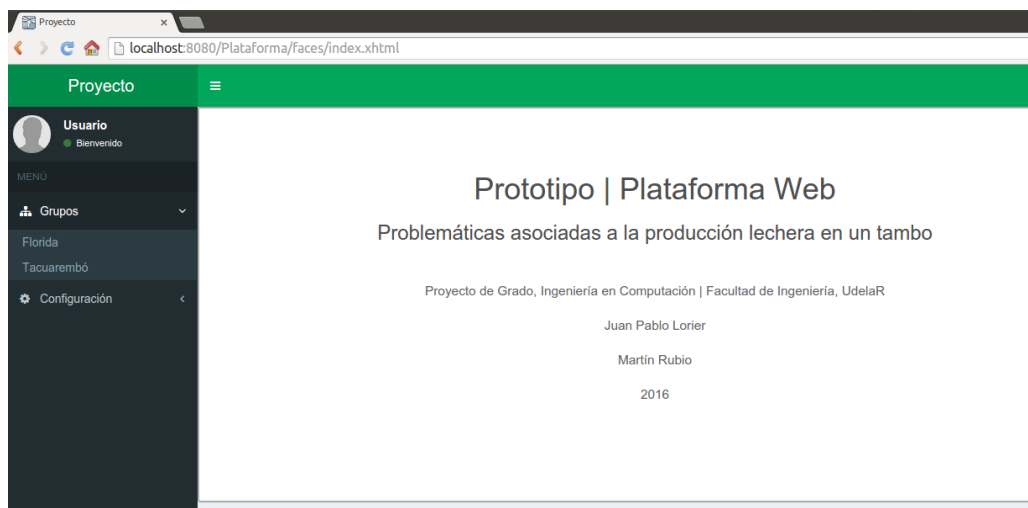 Proyecto
localhost:8080/Plataforma/faces/index.xhtml
Proyecto
Usuario
Bienvenido
MENÚ
Grupos
Florida
Tacuarembó
Configuración
Prototipo | Plataforma Web
Problemáticas asociadas a la producción lechera en un tambo
Proyecto de Grado, Ingeniería en Computación | Facultad de Ingeniería, UdelaR
Juan Pablo Lorier
Martín Rubio
2016